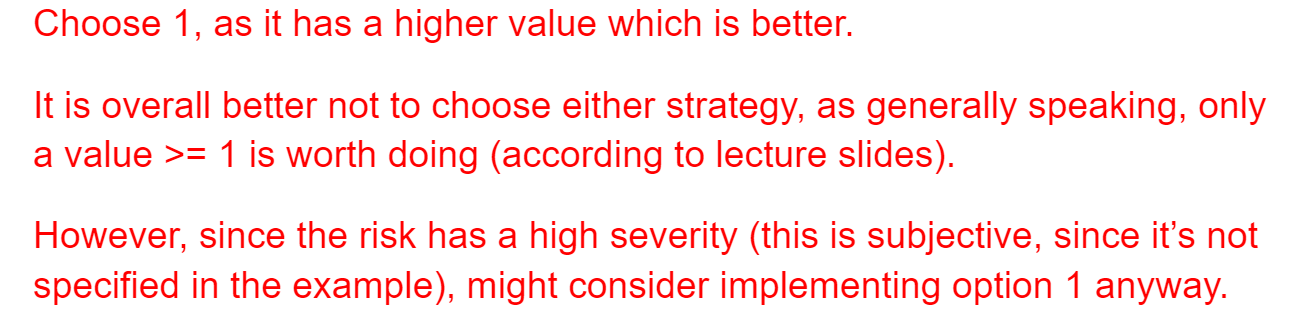 Choose 1, as it has a higher value which is better.
It is overall better not to choose either strategy, as generally speaking, only
a value >= 1 is worth doing (according to lecture slides).
However, since the risk has a high severity (this is subjective, since it’s not
specified in the example), might consider implementing option 1 anyway.